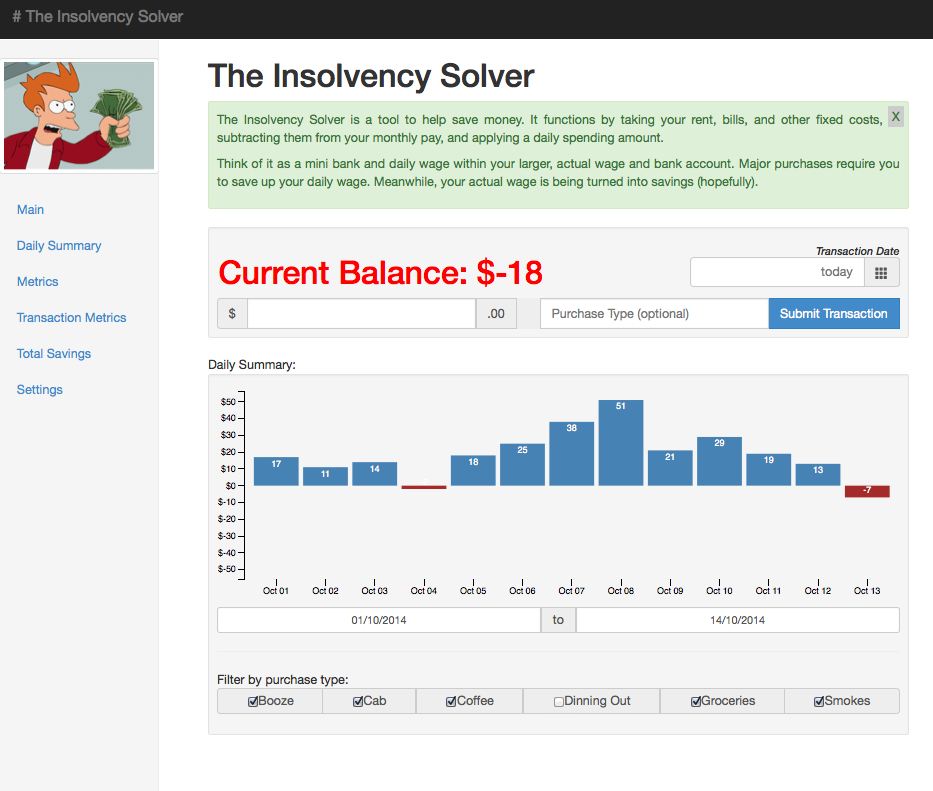 # The Insolvency Solver
Main
Daily Summary
Metrics
Transaction Metrics
Total Savings
Settings
The Insolvency Solver
The Insolvency Solver is a tool to help save money. It functions by taking your rent, bills, and other fixed costs,
X
subtracting them from your monthly pay, and applying a daily spending amount.
Think of it as a mini bank and daily wage within your larger, actual wage and bank account. Major purchases require you
to save up your daily wage. Meanwhile, your actual wage is being turned into savings (hopefully).
Transaction Date
Current Balance: $-18
today
$ .00 Purchase Type (optional) Submit Transaction
Daily Summary:
$50
$40
$30
$20
$10
$0
$-10
$-20
$-30
$-40
$-50
17 11 14 18 25 38 51 21 29 19 13 -7
Oct 01 Oct 02 Oct 03 Oct 04 Oct 05 Oct 06 Oct 07 Oct 08 Oct 09 Oct 10 Oct 11 Oct 12 Oct 13
01/10/2014 to 14/10/2014
Filter by purchase type:
Booze Cab Coffee Dinning Out Groceries Smokes